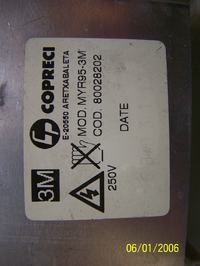 COPRECI
E-20550 ARETXABALETA
MOD. MYR95-3M
COD. 80028202
DATE
3M
250V
06/01/2006